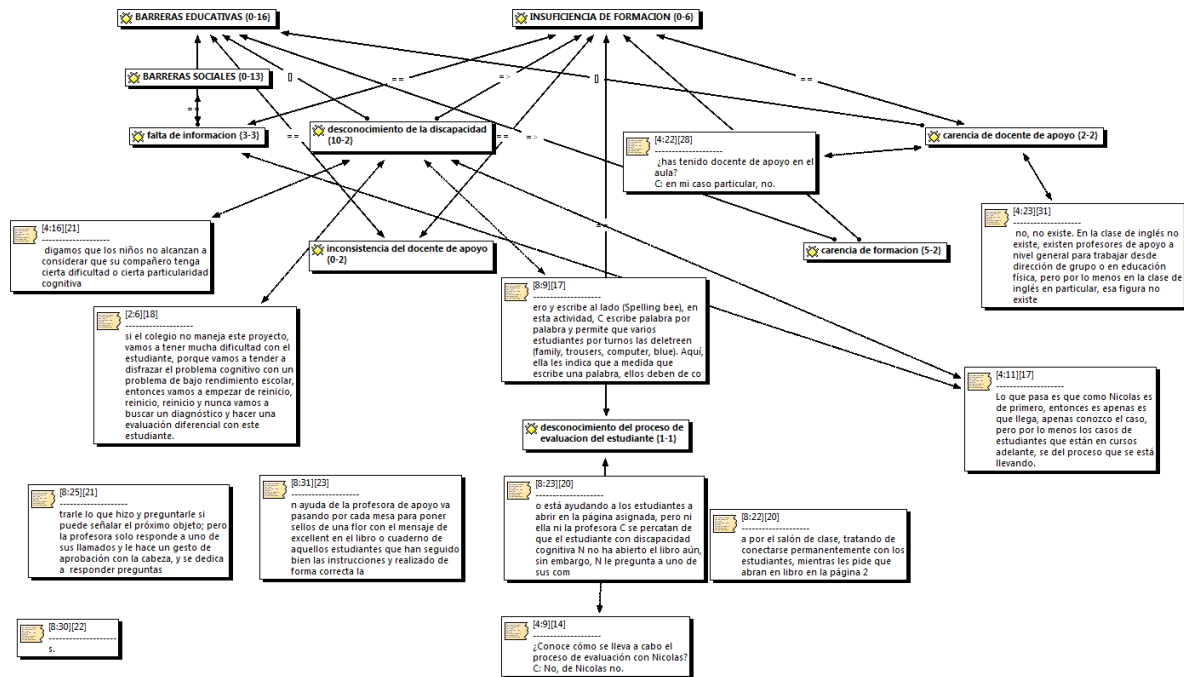 BARRERAS EDUCATIVAS {0-16}
INSUFICIENCIA DE FORMACION {0-6}
BARRERAS SOCIALES {0-13}
[]
==
=>
[]
==
==
falta de informacion {3-3}
desconocimiento de la discapacidad
{10-2}
==
==
=>
carencia de docente de apoyo {2-2}
[4:22][28]
--------------------
¿has tenido docente de apoyo en el
aula?
C: en mi caso particular, no.
[4:16][21]
--------------------
digamos que los niños no alcanzan a
considerar que su compañero tenga
cierta dificultad o cierta particularidad
cognitiva
inconsistencia del docente de apoyo
{0-2}
==
carencia de formacion {5-2}
[4:23][31]
--------------------
no, no existe. En la clase de inglés no
existe, existen profesores de apoyo a
nivel general para trabajar desde
dirección de grupo o en educación
física, pero por lo menos en la clase de
inglés en particular, esa figura no
existe
[2:6][18]
--------------------
si el colegio no maneja este proyecto,
vamos a tener mucha dificultad con el
estudiante, porque vamos a tender a
disfrazar el problema cognitivo con un
problema de bajo rendimiento escolar,
entonces vamos a empezar de reinicio,
reinicio, reinicio y nunca vamos a
buscar un diagnóstico y hacer una
evaluación diferencial con este
estudiante.
[8:9][17]
--------------------
ero y escribe al lado (Spelling bee), en
esta actividad, C escribe palabra por
palabra y permite que varios
estudiantes por turnos las deletreen
(family, trousers, computer, blue). Aquí,
ella les indica que a medida que
escribe una palabra, ellos deben de co
[4:11][17]
--------------------
Lo que pasa es que como Nicolas es
de primero, entonces es apenas es
que llega, apenas conozco el caso,
pero por lo menos los casos de
estudiantes que están en cursos
adelante, se del proceso que se está
llevando.
desconocimiento del proceso de
evaluacion del estudiante {1-1}
[8:25][21]
--------------------
trarle lo que hizo y preguntarle si
puede señalar el próximo objeto; pero
la profesora solo responde a uno de
sus llamados y le hace un gesto de
aprobación con la cabeza, y se dedica
a responder preguntas
[8:31][23]
--------------------
n ayuda de la profesora de apoyo va
pasando por cada mesa para poner
sellos de una flor con el mensaje de
excellent en el libro o cuaderno de
aquellos estudiantes que han seguido
bien las instrucciones y realizado de
forma correcta la
[8:23][20]
--------------------
o está ayudando a los estudiantes a
abrir en la página asignada, pero ni
ella ni la profesora C se percatan de
que el estudiante con discapacidad
cognitiva N no ha abierto el libro aún,
sin embargo, N le pregunta a uno de
sus com
[8:22][20]
--------------------
a por el salón de clase, tratando de
conectarse permanentemente con los
estudiantes, mientras les pide que
abran en libro en la página 2
[8:30][22]
--------------------
s.
[4:9][14]
--------------------
¿Conoce cómo se lleva a cabo el
proceso de evaluación con Nicolas?
C: No, de Nicolas no.